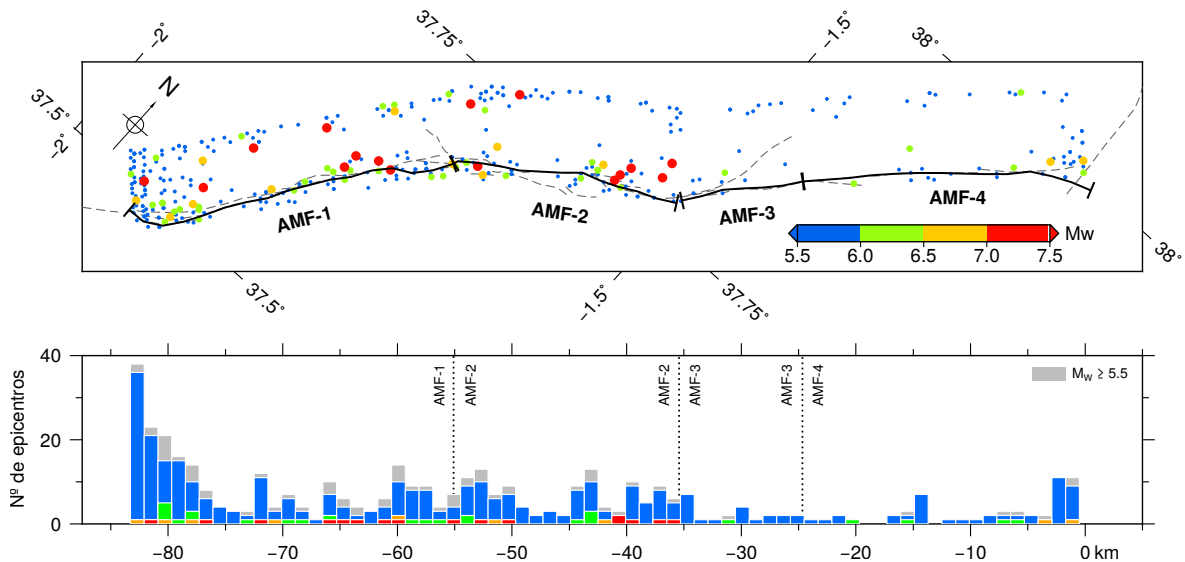 −2˚
37.75˚
−1.5˚
38˚
37.5˚
−2˚
N
AMF-1
AMF-2
AMF-3
AMF-4
Mw
5.5 6.0 6.5 7.0 7.5
38˚
37.5˚
−1.5˚
37.75˚
40
20
0
Nº de epicentros
AMF-1
AMF-2
AMF-2
AMF-3
AMF-3
AMF-4
Mw ≥ 5.5
−80 −70 −60 −50 −40 −30 −20 −10 0 km